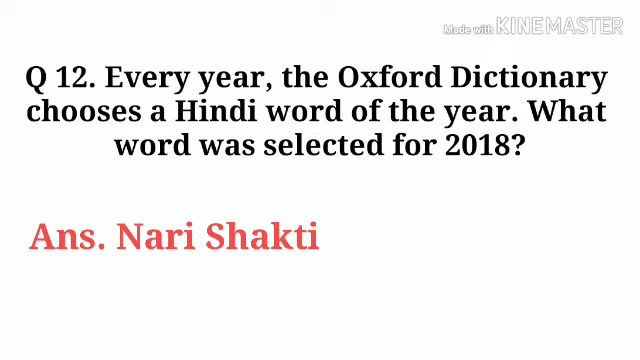 Made with KINEMASTER
Q 12. Every year, the Oxford Dictionary
chooses a Hindi word of the year. What
word was selected for 2018?
Ans. Nari Shakti